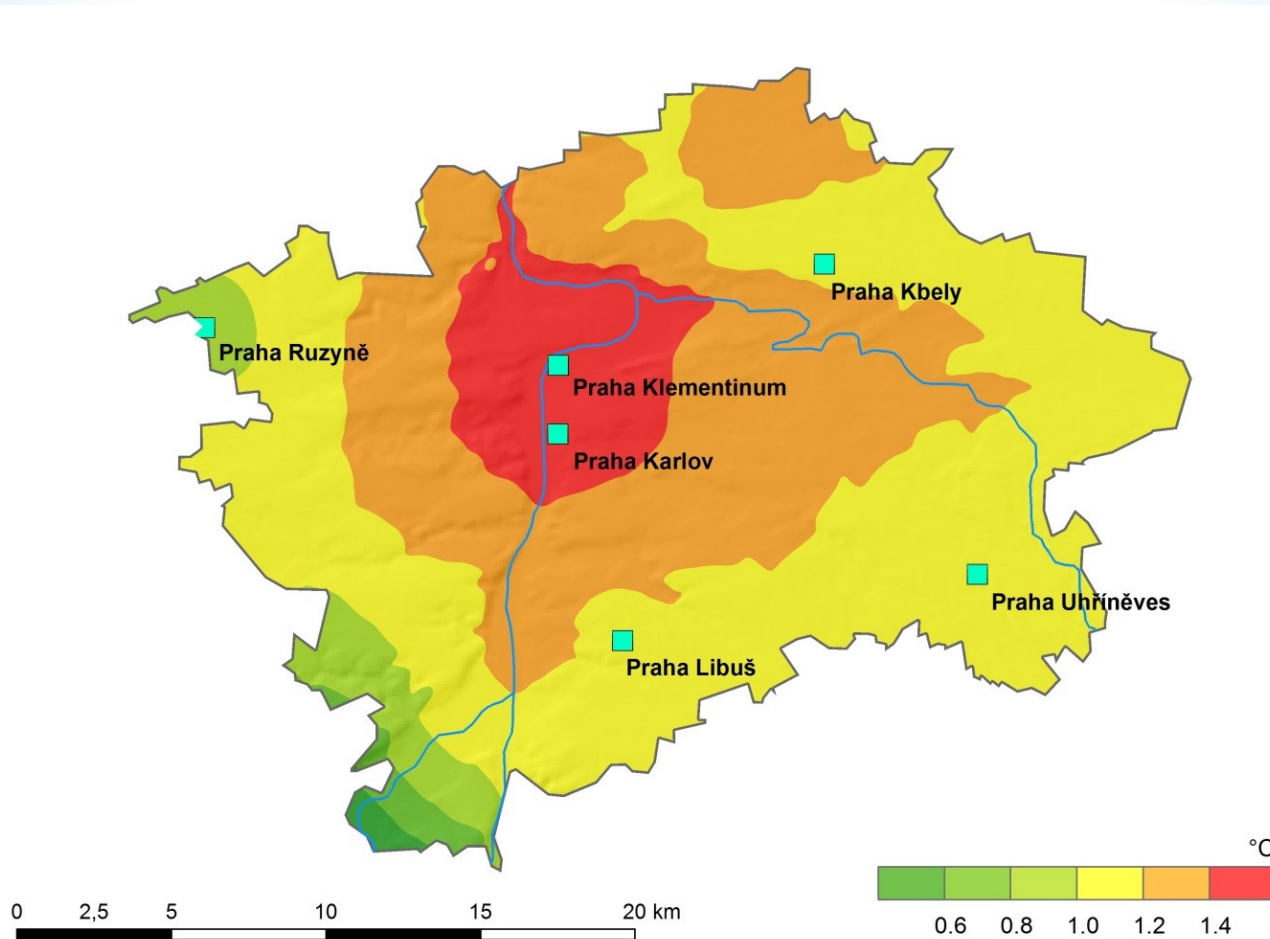 Praha Kbely
Praha Ruzyně
Praha Klementinum
Praha Karlov
Praha Uhříněves
Praha Libuš
°C
0 2,5 5 10 15 20 km
0.6 0.8 1.0 1.2 1.4